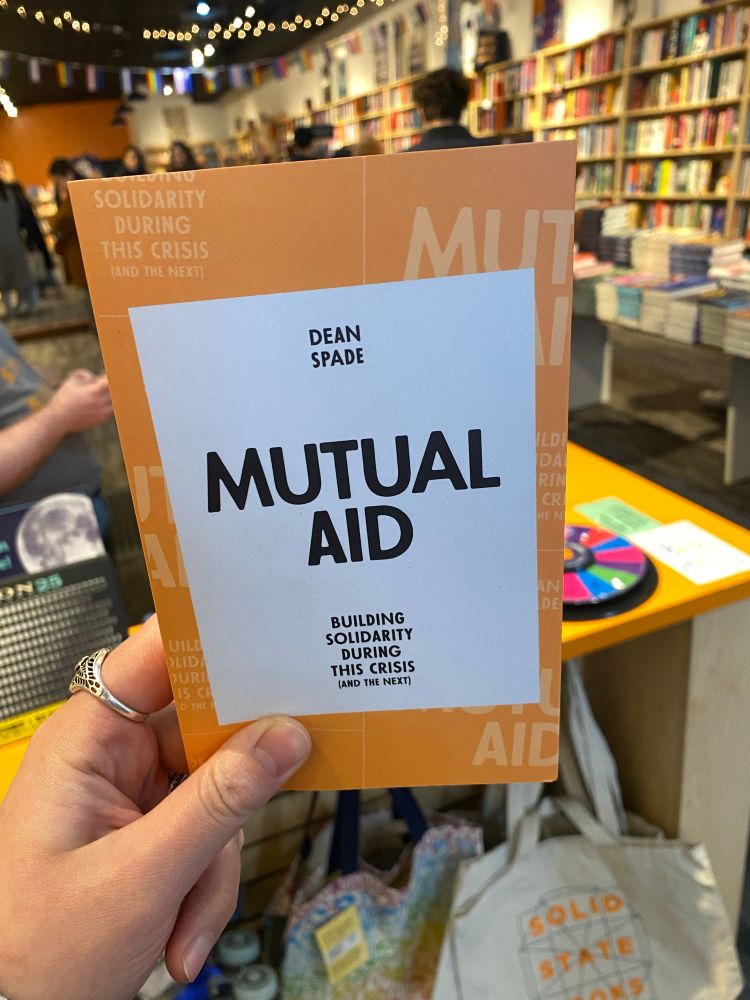 SOLIDARITY
DURING
THIS CRISIS
(AND THE NEXT)
MUT
DEAN
SPADE
MUTUAL
AID
BUILDING
SOLIDARITY
DURING
THIS CRISIS
(AND THE NEXT)
AID
SOLID
STATE